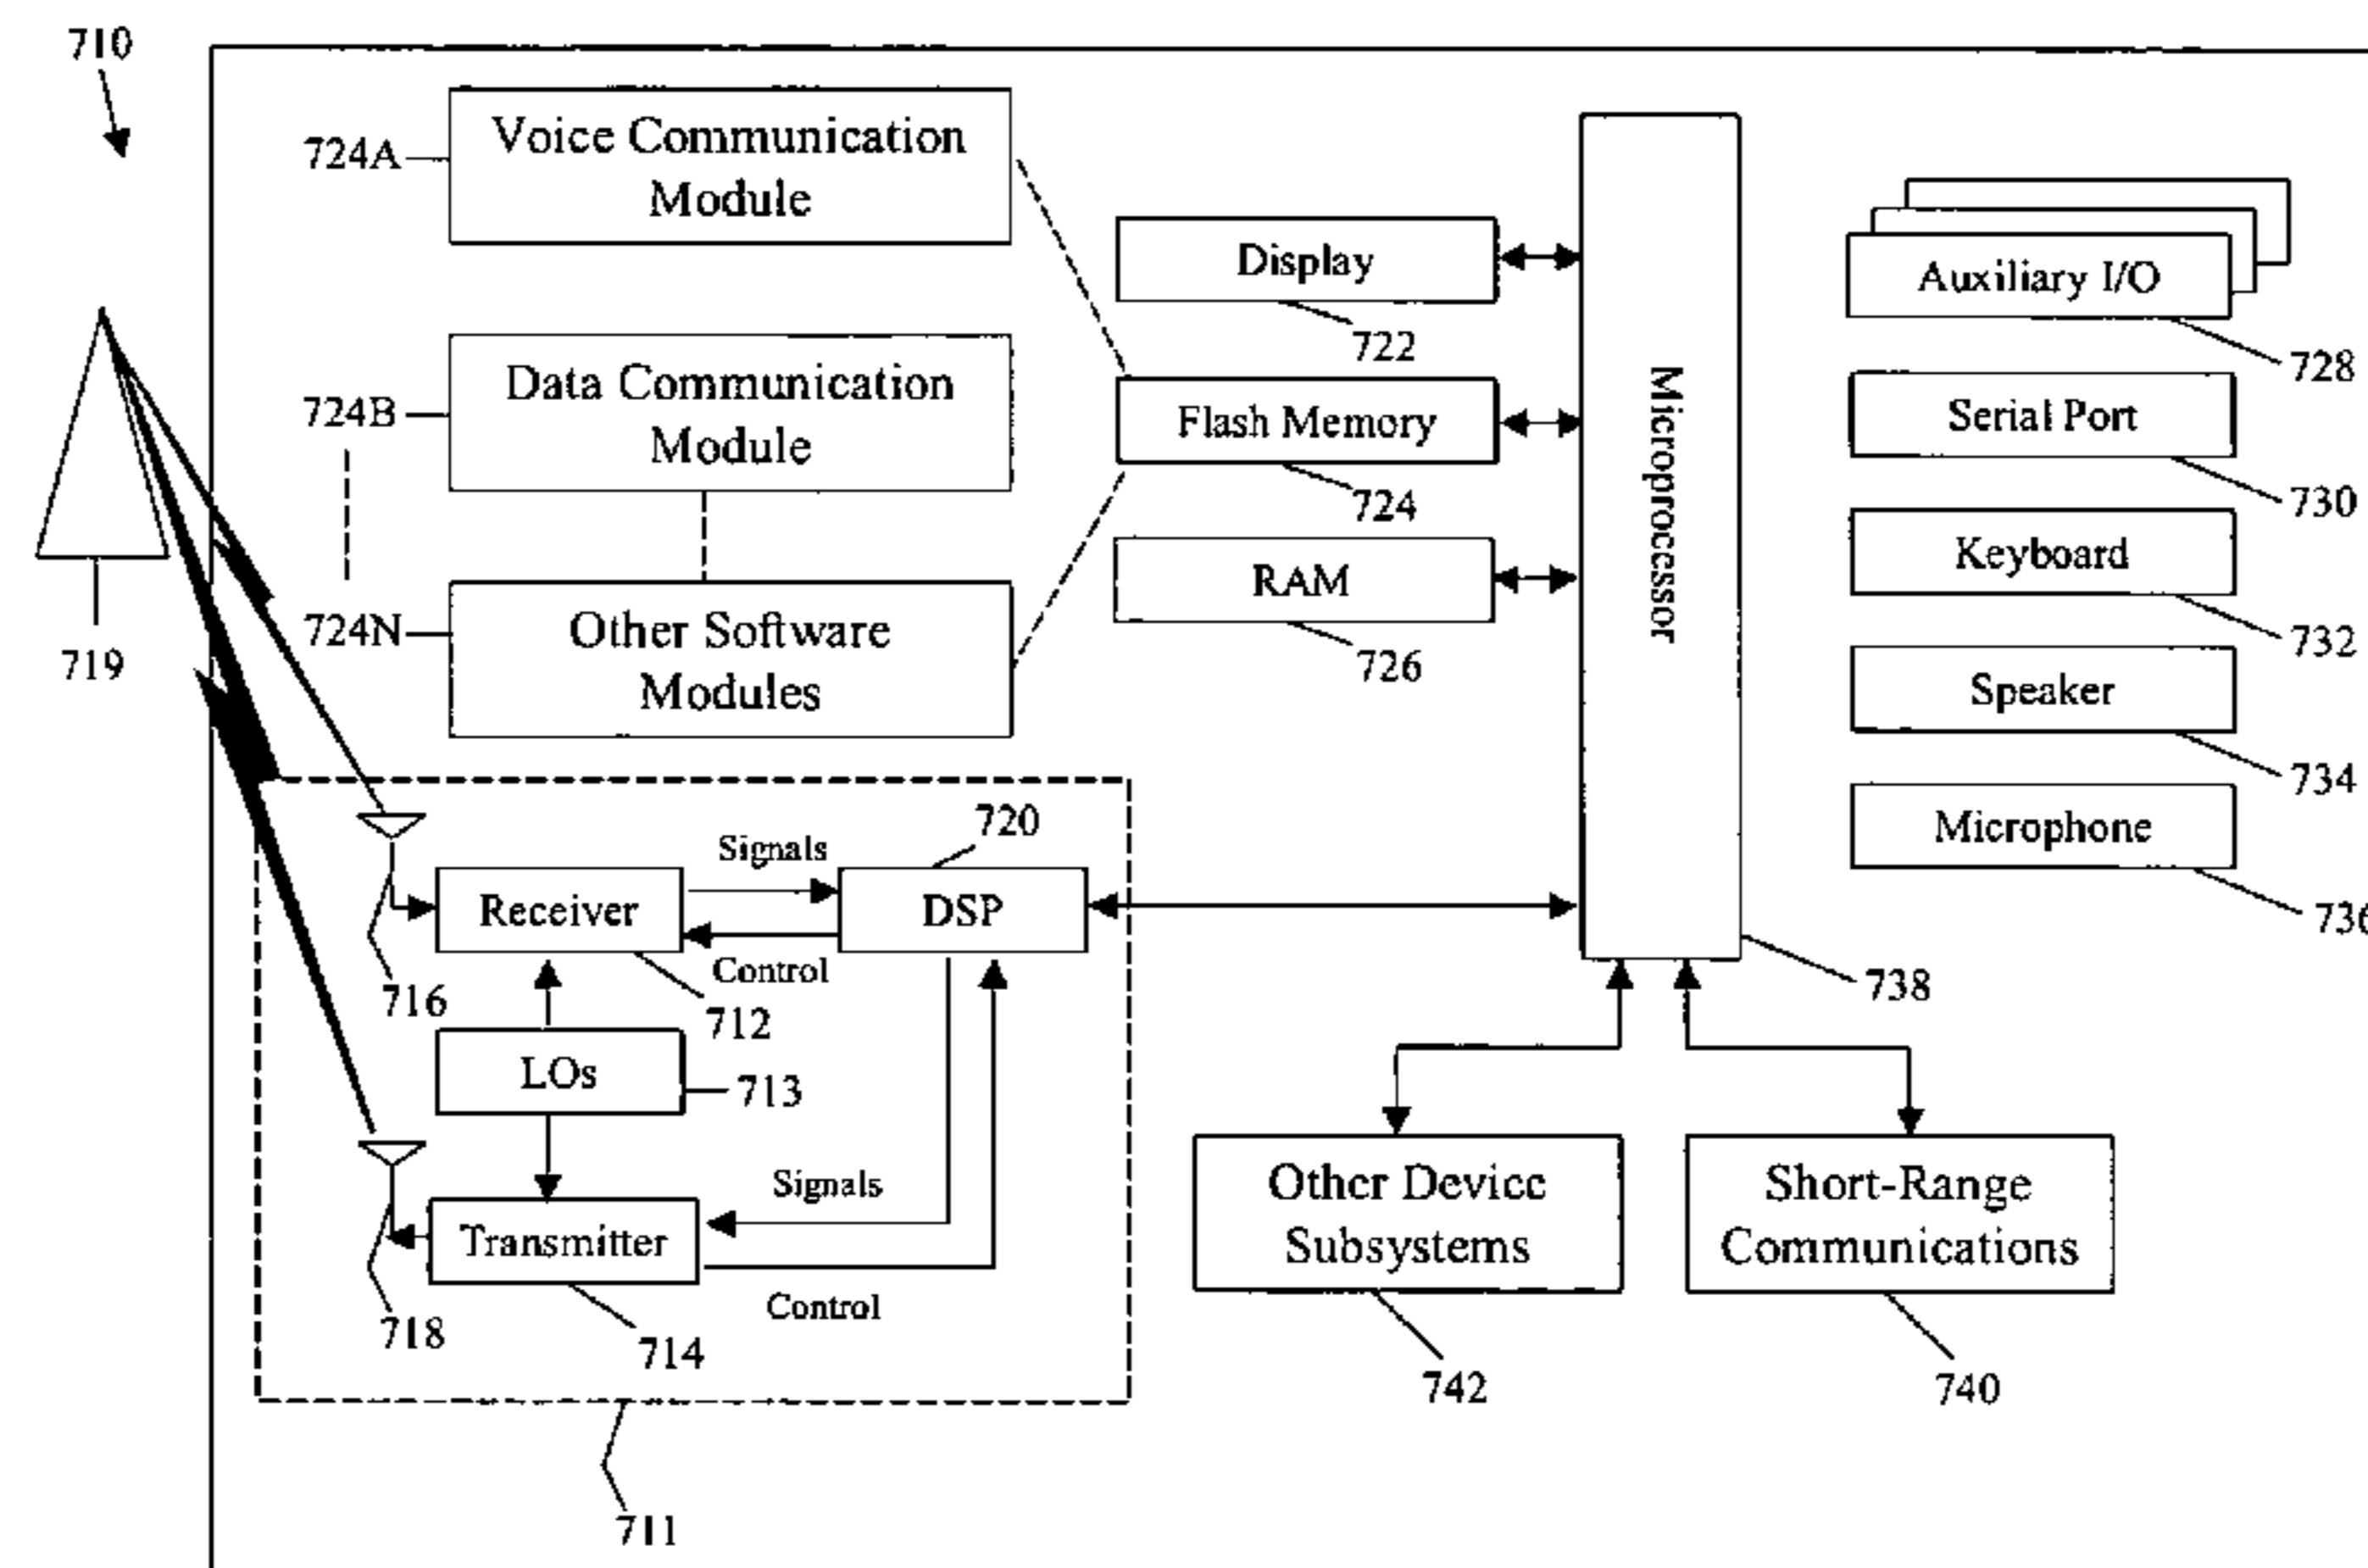 710
724A
Voice Communication
Module
Display
722
Auxiliary I/O
728
724B
Data Communication
Module
Flash Memory
724
Serial Port
730
Microprocessor
Keyboard
732
719
724N
Other Software
Modules
RAM
726
Speaker
734
Microphone
736
720
Signals
Receiver
DSP
Control
716
712
738
LOs
713
Signals
Transmitter
Control
718
714
Other Device
Subsystems
742
Short-Range
Communications
740
711